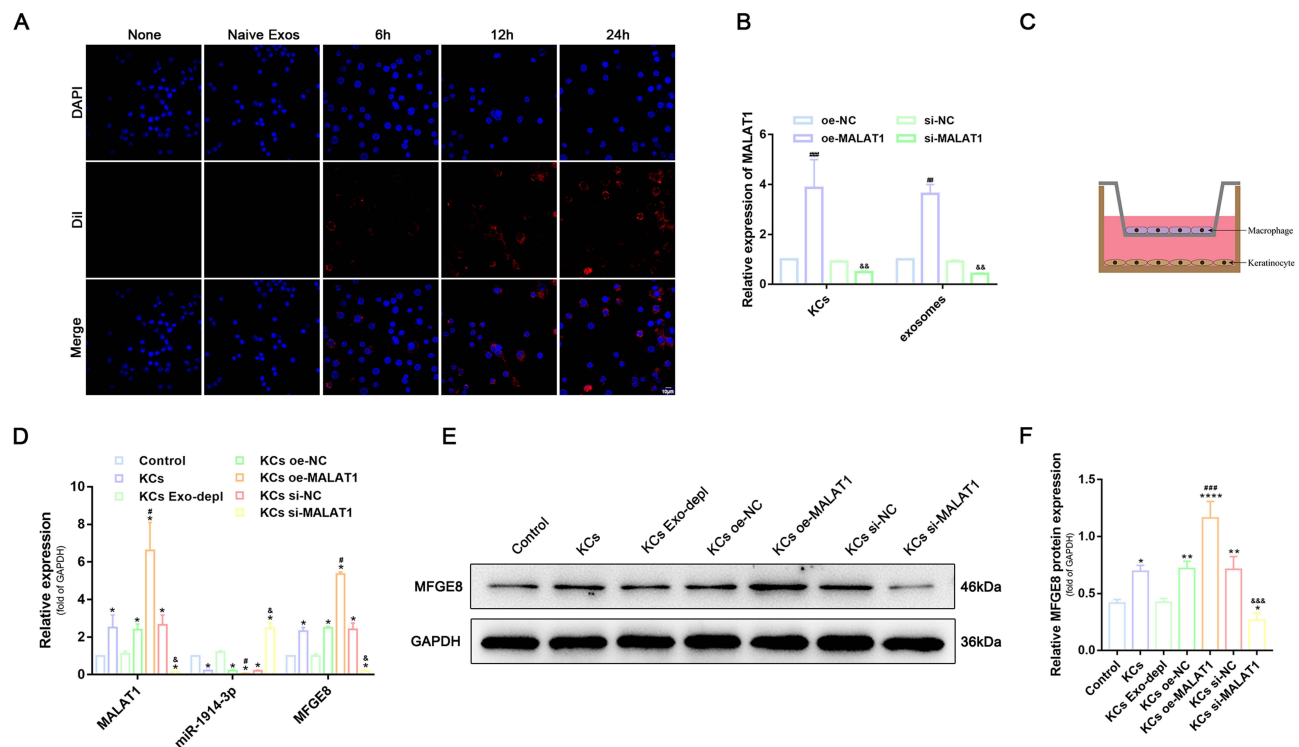 A
None Naive Exos 6h 12h 24h
DAPI
Dil
Merge
10μm
B
oe-NC si-NC
oe-MALAT1 si-MALAT1
Relative expression of MALAT1
6
4
2
0
###
&&
##
&&
KCs exosomes
C
Macrophage
Keratinocyte
D
Control KCs oe-NC
KCs KCs oe-MALAT1
KCs Exo-depl KCs si-NC
KCs si-MALAT1
Relative expression
(fold of GAPDH)
10
8
6
4
2
0
* * # * * & *
* * # * * & *
* * # * * & *
MALAT1 miR-1914-3p MFGE8
E
Control KCs KCs Exo-depl KCs oe-NC KCs oe-MALAT1 KCs si-NC KCs si-MALAT1
MFGE8 46kDa
GAPDH 36kDa
F
Relative MFGE8 protein expression
(fold of GAPDH)
1.5
1.0
0.5
0.0
*
**
###
****
**
&&&
*
Control KCs KCs Exo-depl KCs oe-NC KCs oe-MALAT1 KCs si-NC KCs si-MALAT1